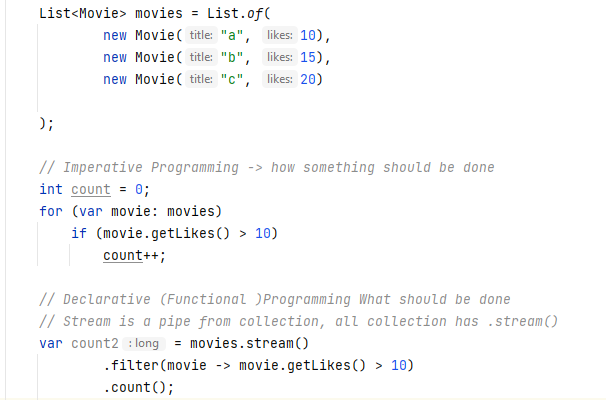 List<Movie> movies = List.of(
new Movie( title: "a", likes: 10),
new Movie( title: "b", likes: 15),
new Movie( title: "c", likes: 20)
);
// Imperative Programming -> how something should be done
int count = 0;
for (var movie: movies)
if (movie.getLikes() > 10)
count++;
// Declarative (Functional )Programming What should be done
// Stream is a pipe from collection, all collection has .stream()
var count2 : long = movies.stream()
.filter(movie -> movie.getLikes() > 10)
.count();